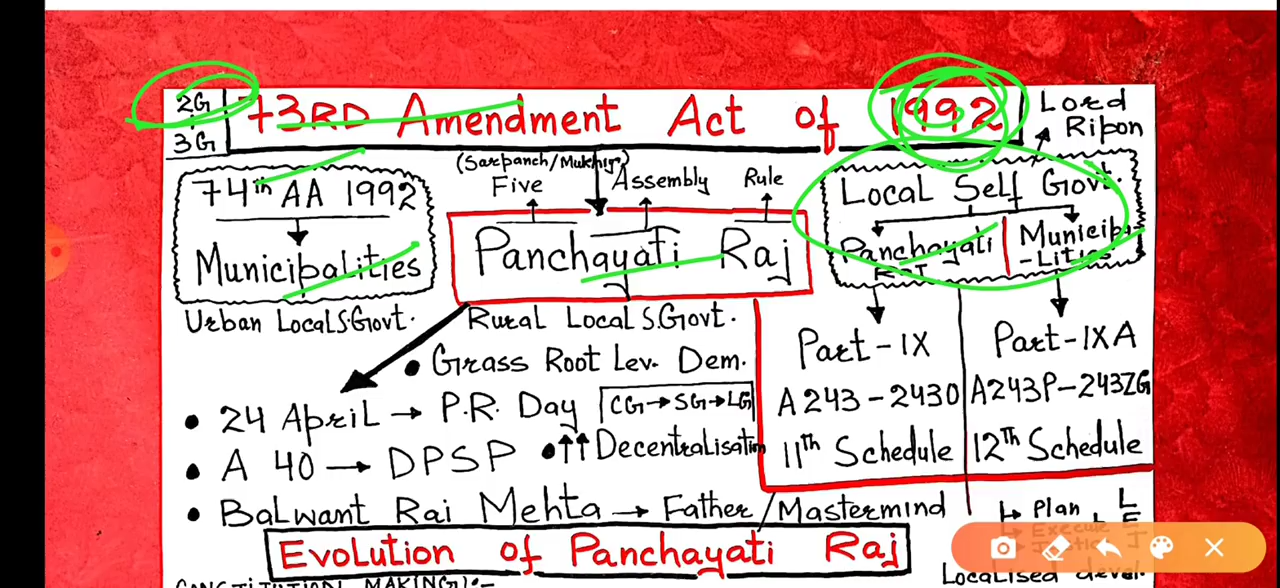 2G
3G
73RD Amendment Act of 1992
Lord Ripon
74th AA 1992
Municipalities
Urban Local S.Govt.
(Sarpanch/Mukhiya)
Five Assembly Rule
Panchayati Raj
Rural Local S.Govt.
• Grass Root Lev. Dem.
Local Self Govt.
Panchayati Raj
Municipa-
-lities
Part-IX
A243-243O
11th Schedule
Part-IXA
A243P-243ZG
12th Schedule
• 24 April → P.R. Day
CG→SG→LG
• A 40 → DPSP
•↑↑ Decentralisation
• Balwant Rai Mehta → Father/Mastermind
Evolution of Panchayati Raj
↳ Plan
Localised devel.